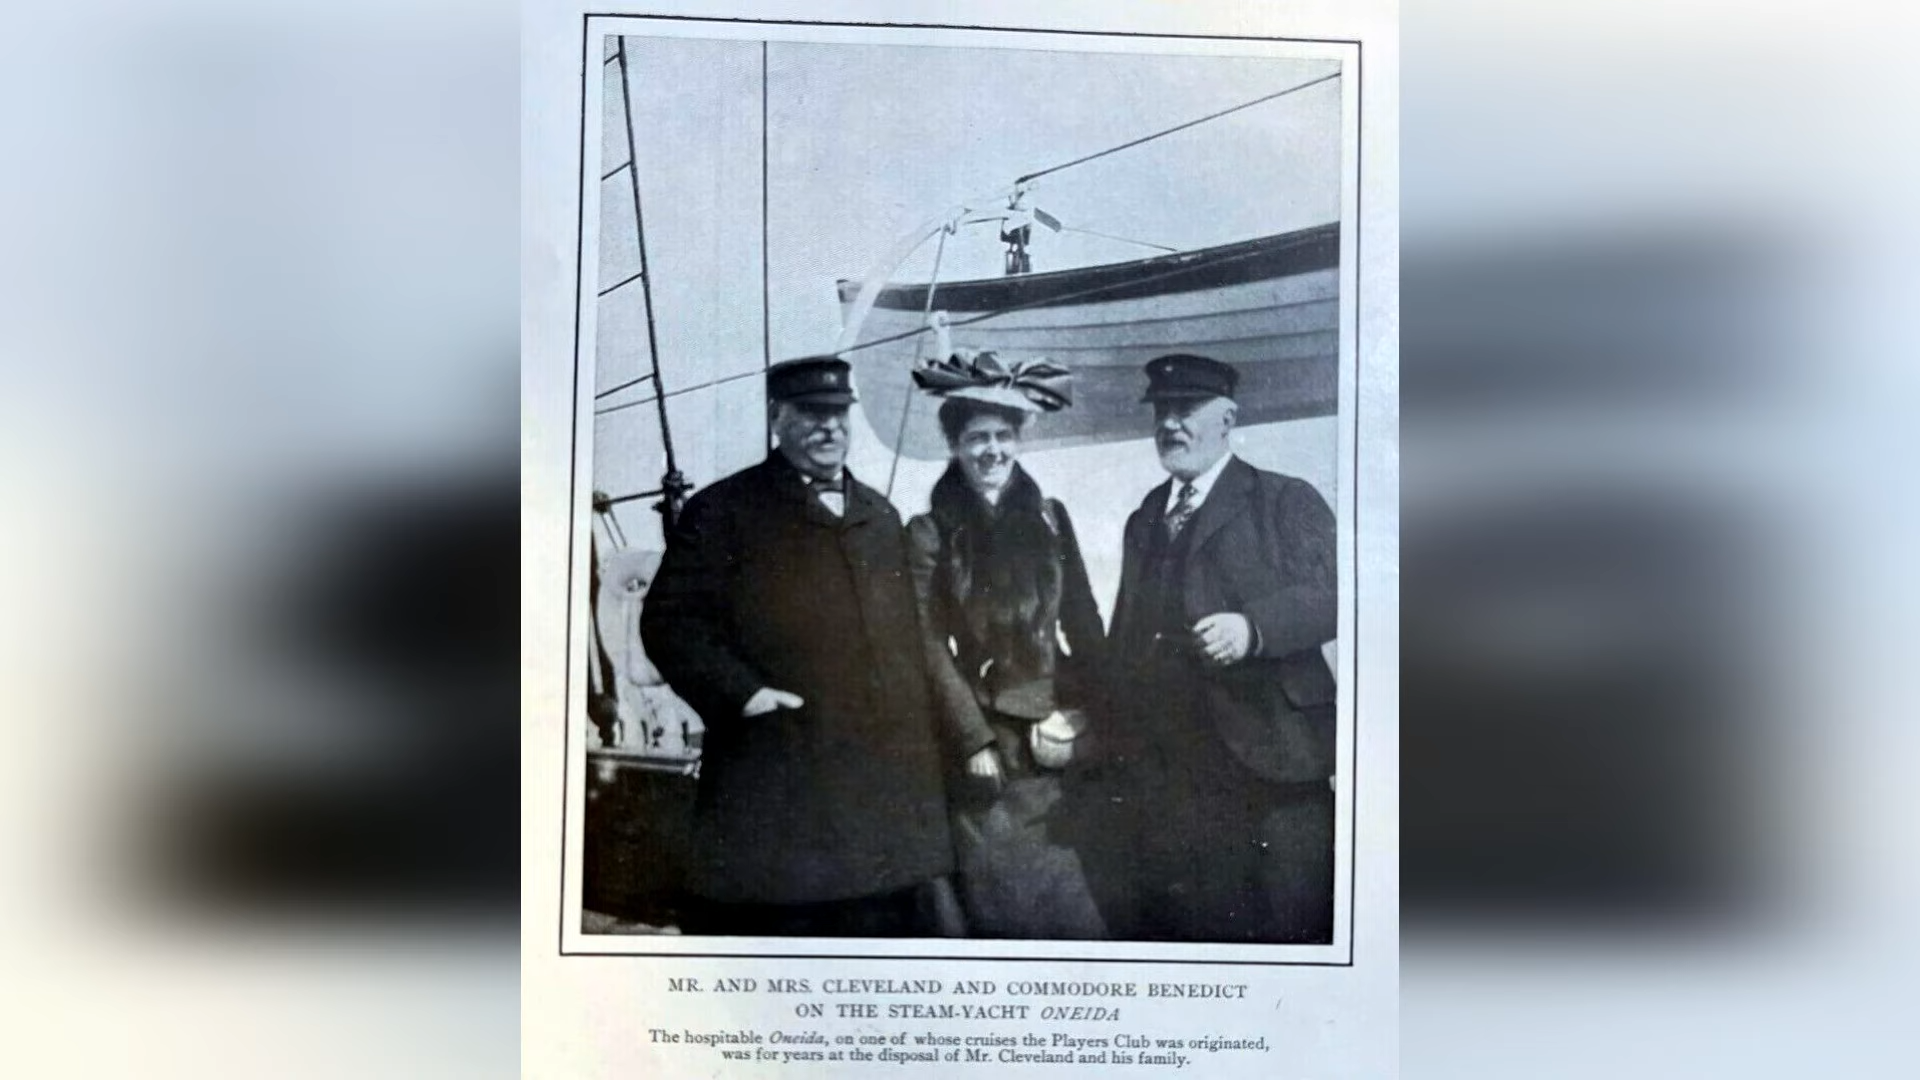 MR. AND MRS. CLEVELAND AND COMMODORE BENEDICT
ON THE STEAM-YACHT ONEIDA
The hospitable Oneida, on one of whose cruises the Players Club was originated,
was for years at the disposal of Mr. Cleveland and his family.